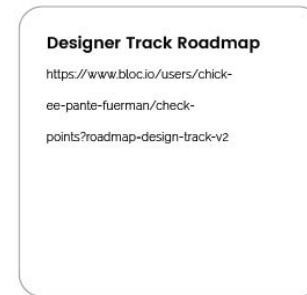 Designer Track Roadmap
https://www.bloc.io/users/chick-
ee-pante-fuerman/check-
points?roadmap=design-track-v2